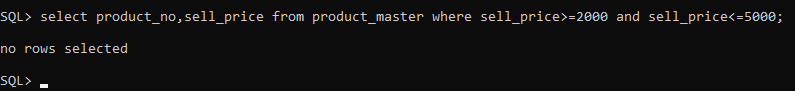 SQL> select product_no,sell_price from product_master where sell_price>=2000 and sell_price<=5000;
no rows selected
SQL>